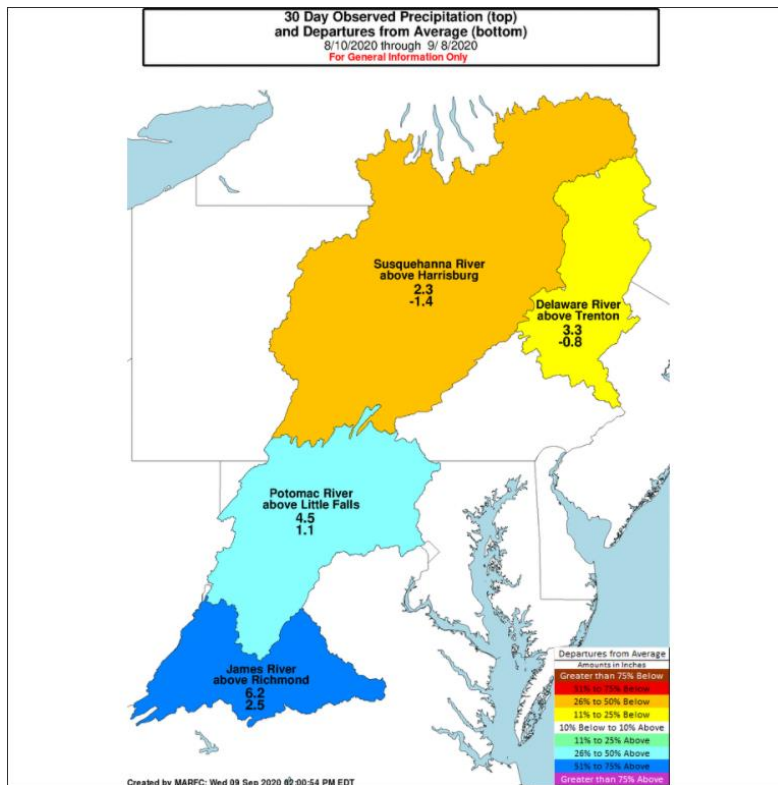 30 Day Observed Precipitation (top)
and Departures from Average (bottom)
8/10/2020 through 9/ 8/2020
For General Information Only
Susquehanna River
above Harrisburg
2.3
-1.4
Delaware River
above Trenton
3.3
-0.8
Potomac River
above Little Falls
4.5
1.1
James River
above Richmond
6.2
2.5
Departures from Average
Amounts in Inches
Greater than 75% Below
51% to 75% Below
26% to 50% Below
11% to 25% Below
10% Below to 10% Above
11% to 25% Above
26% to 50% Above
51% to 75% Above
Greater than 75% Above
Created by MARFC: Wed 09 Sep 2020 02:00:54 PM EDT